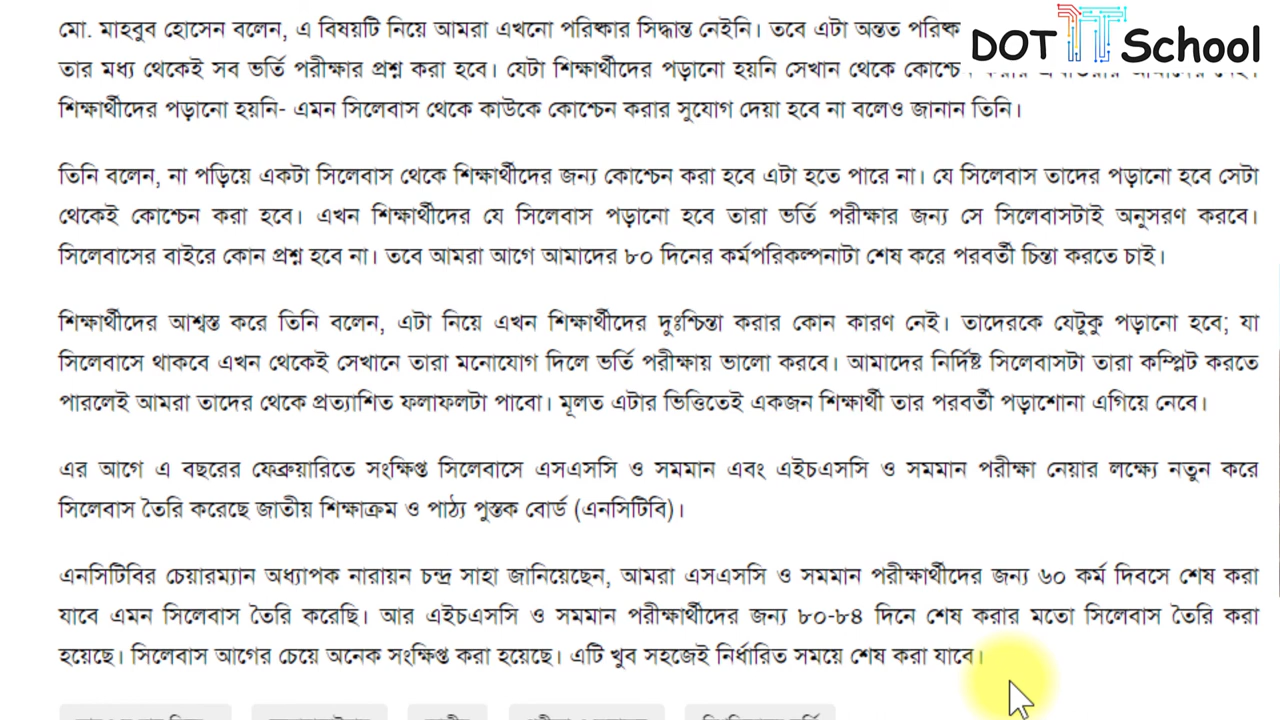 মো. মাহবুব হোসেন বলেন, এ বিষয়টি নিয়ে আমরা এখনো পরিষ্কার সিদ্ধান্ত নেইনি। তবে এটা অন্তত পরিষ্ক
DOT IT School
তার মধ্য থেকেই সব ভর্তি পরীক্ষার প্রশ্ন করা হবে। যেটা শিক্ষার্থীদের পড়ানো হয়নি সেখান থেকে কোশ্চেন
শিক্ষার্থীদের পড়ানো হয়নি- এমন সিলেবাস থেকে কাউকে কোশ্চেন করার সুযোগ দেয়া হবে না বলেও জানান তিনি।
তিনি বলেন, না পড়িয়ে একটা সিলেবাস থেকে শিক্ষার্থীদের জন্য কোশ্চেন করা হবে এটা হতে পারে না। যে সিলেবাস তাদের পড়ানো হবে সেটা
থেকেই কোশ্চেন করা হবে। এখন শিক্ষার্থীদের যে সিলেবাস পড়ানো হবে তারা ভর্তি পরীক্ষার জন্য সে সিলেবাসটাই অনুসরণ করবে।
সিলেবাসের বাইরে কোন প্রশ্ন হবে না। তবে আমরা আগে আমাদের ৮০ দিনের কর্মপরিকল্পনাটা শেষ করে পরবর্তী চিন্তা করতে চাই।
শিক্ষার্থীদের আশ্বস্ত করে তিনি বলেন, এটা নিয়ে এখন শিক্ষার্থীদের দুঃশ্চিন্তা করার কোন কারণ নেই। তাদেরকে যেটুকু পড়ানো হবে; যা
সিলেবাসে থাকবে এখন থেকেই সেখানে তারা মনোযোগ দিলে ভর্তি পরীক্ষায় ভালো করবে। আমাদের নির্দিষ্ট সিলেবাসটা তারা কম্প্লিট করতে
পারলেই আমরা তাদের থেকে প্রত্যাশিত ফলাফলটা পাবো। মূলত এটার ভিত্তিতেই একজন শিক্ষার্থী তার পরবর্তী পড়াশোনা এগিয়ে নেবে।
এর আগে এ বছরের ফেব্রুয়ারিতে সংক্ষিপ্ত সিলেবাসে এসএসসি ও সমমান এবং এইচএসসি ও সমমান পরীক্ষা নেয়ার লক্ষ্যে নতুন করে
সিলেবাস তৈরি করেছে জাতীয় শিক্ষাক্রম ও পাঠ্য পুস্তক বোর্ড (এনসিটিবি)।
এনসিটিবির চেয়ারম্যান অধ্যাপক নারায়ন চন্দ্র সাহা জানিয়েছেন, আমরা এসএসসি ও সমমান পরীক্ষার্থীদের জন্য ৬০ কর্ম দিবসে শেষ করা
যাবে এমন সিলেবাস তৈরি করেছি। আর এইচএসসি ও সমমান পরীক্ষার্থীদের জন্য ৮০-৮৪ দিনে শেষ করার মতো সিলেবাস তৈরি করা
হয়েছে। সিলেবাস আগের চেয়ে অনেক সংক্ষিপ্ত করা হয়েছে। এটি খুব সহজেই নির্ধারিত সময়ে শেষ করা যাবে।